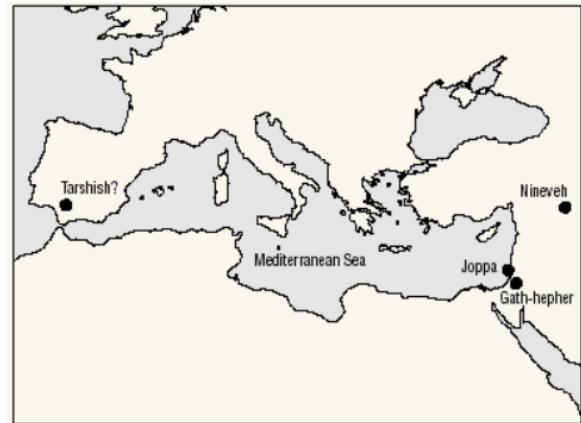 Tarshish?
Nineveh
Mediterranean Sea
Joppa
Gath-hepher